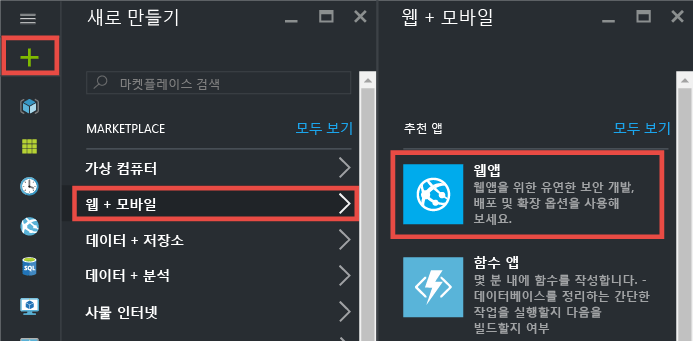 새로 만들기
마켓플레이스 검색
MARKETPLACE
모두 보기
가상 컴퓨터
웹 + 모바일
데이터 + 저장소
데이터 + 분석
사물 인터넷
SQL
웹 + 모바일
추천 앱
모두 보기
웹앱
웹앱을 위한 유연한 보안 개발,
배포 및 확장 옵션을 사용해
보세요.
함수 앱
몇 분 내에 함수를 작성합니다. -
데이터베이스를 정리하는 간단한
작업을 실행할지 다음을
빌드할지 여부